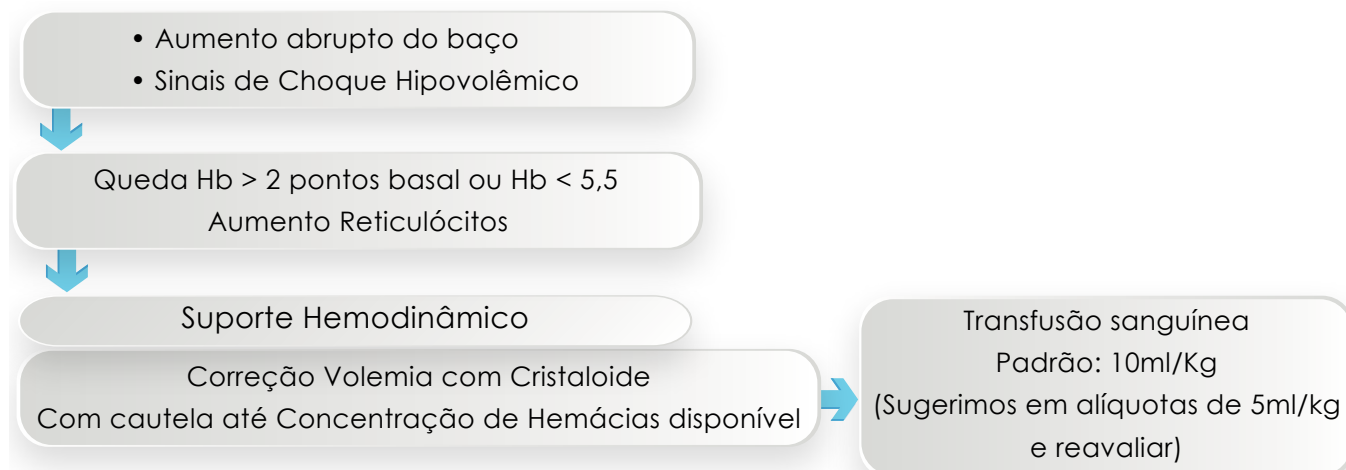 • Aumento abrupto do baço
• Sinais de Choque Hipovolêmico
Queda Hb > 2 pontos basal ou Hb < 5,5
Aumento Reticulócitos
Suporte Hemodinâmico
Correção Volemia com Cristaloide
Com cautela até Concentração de Hemácias disponível
Transfusão sanguínea
Padrão: 10ml/Kg
(Sugerimos em alíquotas de 5ml/kg
e reavaliar)